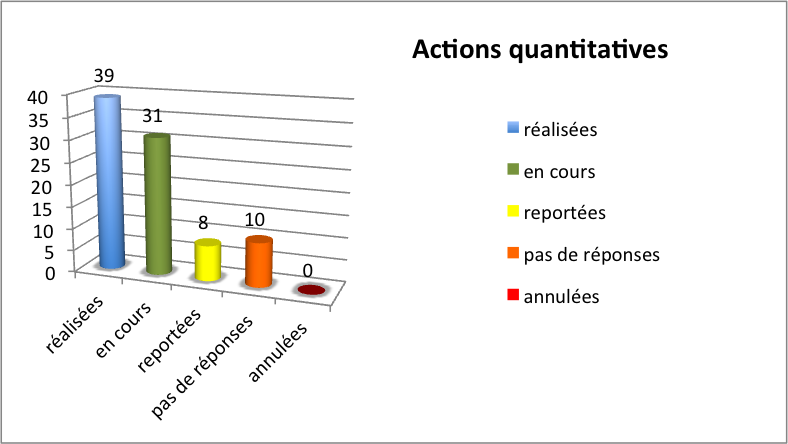 Actions quantitatives
39
31
8
10
0
40
35
30
25
20
15
10
5
0
réalisées
en cours
reportées
pas de réponses
annulées
réalisées
en cours
reportées
pas de réponses
annulées